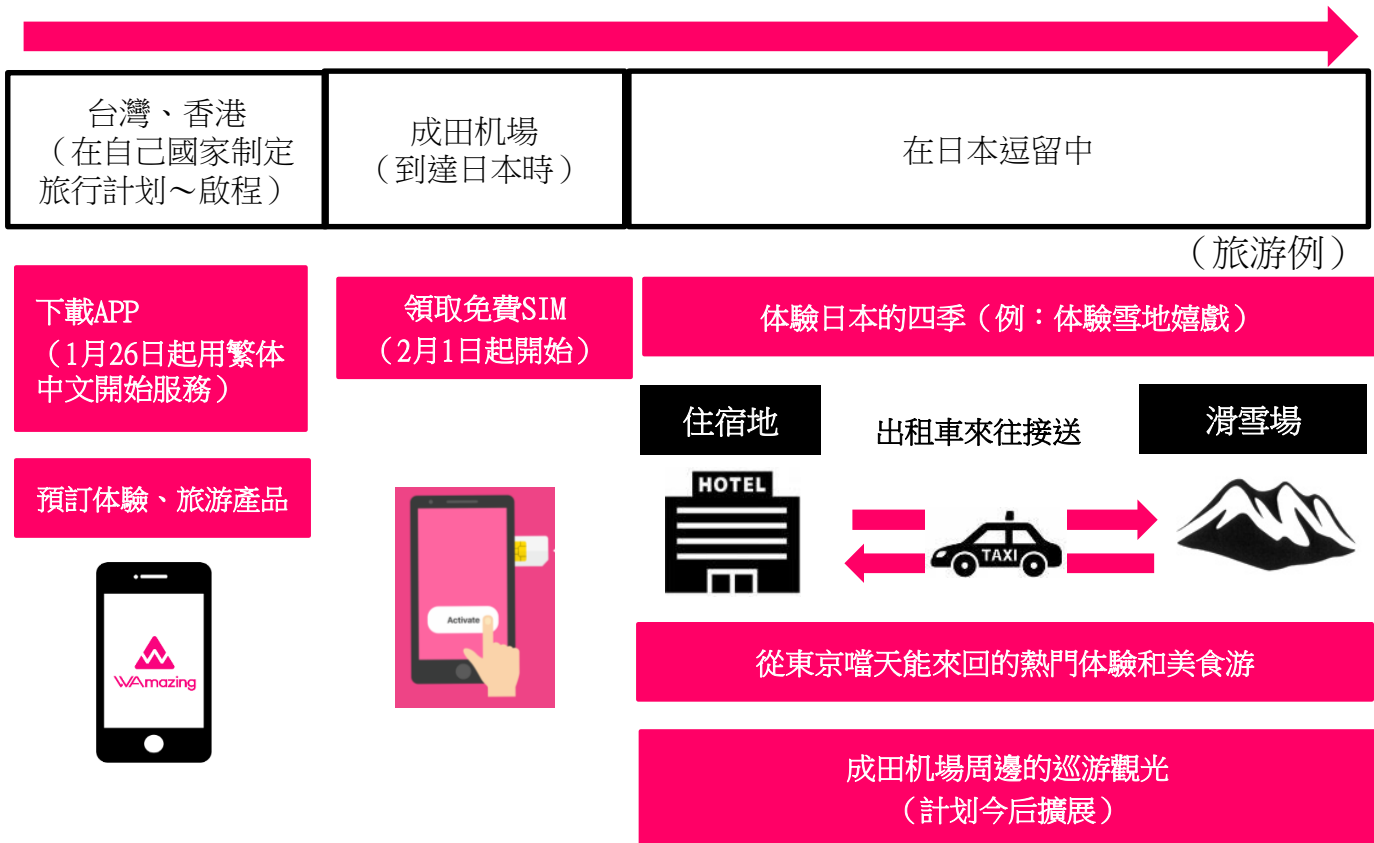 台灣、香港
（在自己國家制定
旅行計划～啟程）
成田机場
（到達日本時）
在日本逗留中
（旅游例）
下載APP
（1月26日起用繁体
中文開始服務）
預訂体驗、旅游產品
WAmazing
領取免費SIM
（2月1日起開始）
Activate
体驗日本的四季（例：体驗雪地嬉戲）
住宿地
出租車來往接送
滑雪場
HOTEL
TAXI
從東京噹天能來回的熱門体驗和美食游
成田机場周邊的巡游觀光
（計划今后擴展）